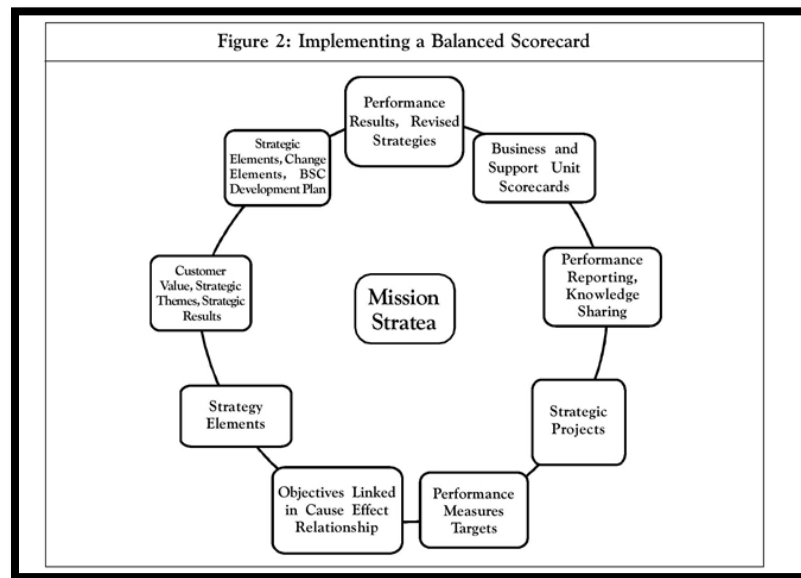 Figure 2: Implementing a Balanced Scorecard
Performance
Results, Revised
Strategies
Strategic
Elements, Change
Elements, BSC
Development Plan
Business and
Support Unit
Scorecards
Customer
Value, Strategic
Themes, Strategic
Results
Mission
Stratea
Performance
Reporting,
Knowledge
Sharing
Strategy
Elements
Strategic
Projects
Objectives Linked
in Cause Effect
Relationship
Performance
Measures
Targets